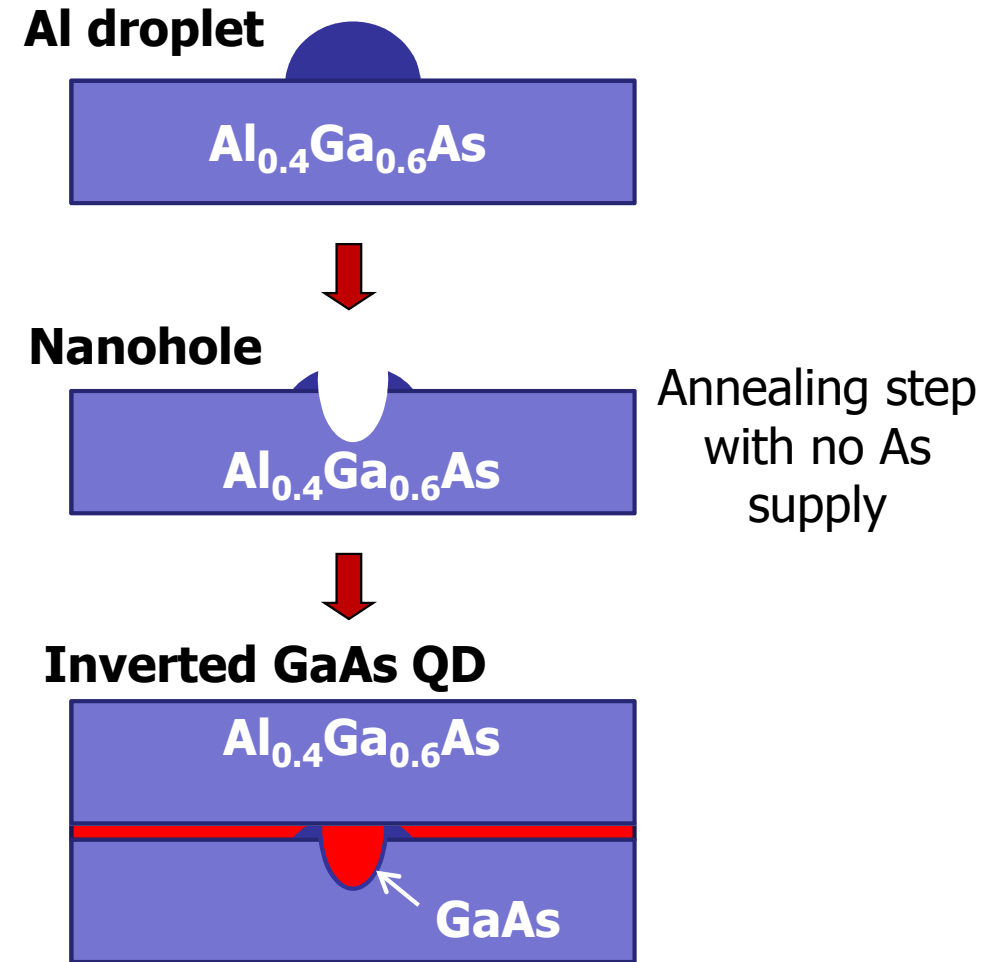 Al droplet
Al₀.₄Ga₀.₆As
Nanohole
Annealing step
with no As
supply
Al₀.₄Ga₀.₆As
Inverted GaAs QD
Al₀.₄Ga₀.₆As
GaAs